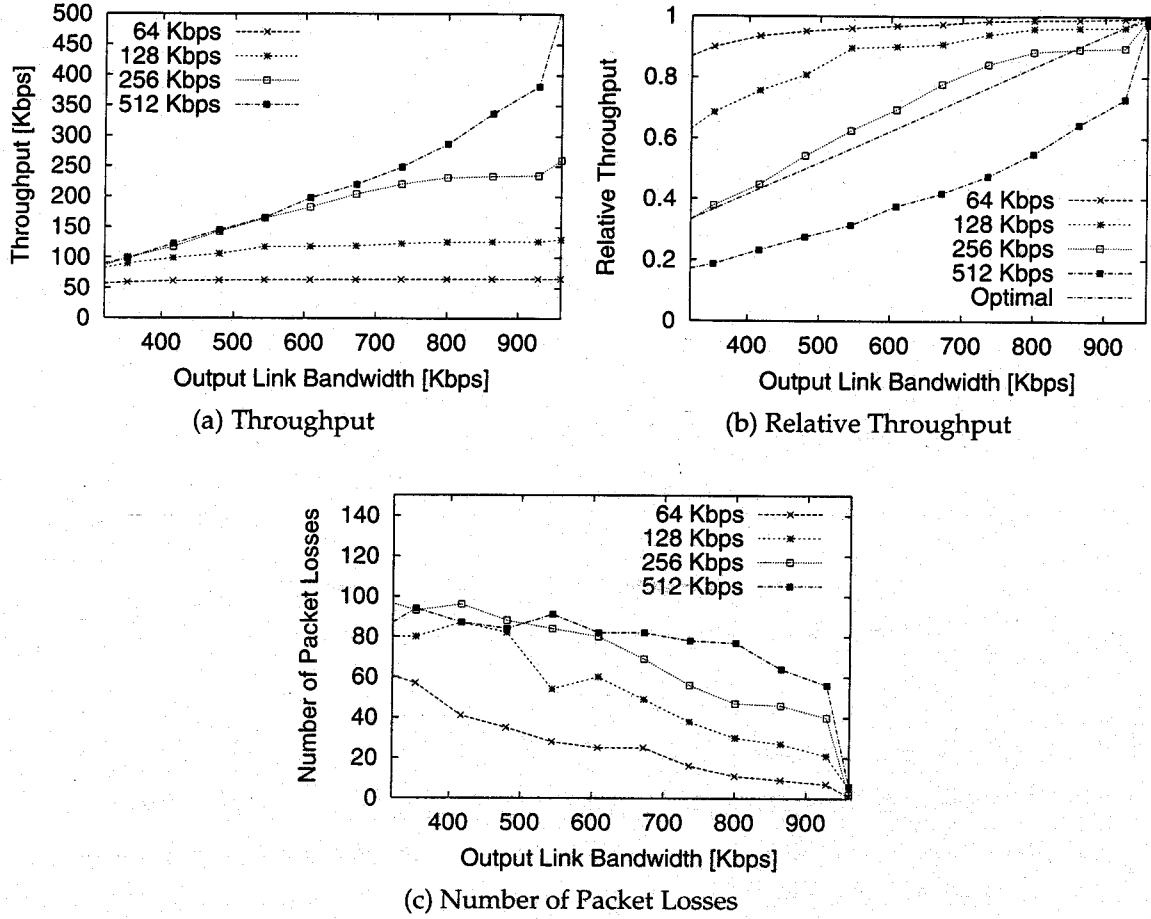 500
450
400
350
300
250
200
150
100
50
0
Throughput [Kbps]
64 Kbps
128 Kbps
256 Kbps
512 Kbps
400 500 600 700 800 900
Output Link Bandwidth [Kbps]
(a) Throughput
1
0.8
0.6
0.4
0.2
0
Relative Throughput
64 Kbps
128 Kbps
256 Kbps
512 Kbps
Optimal
400 500 600 700 800 900
Output Link Bandwidth [Kbps]
(b) Relative Throughput
140
120
100
80
60
40
20
0
Number of Packet Losses
64 Kbps
128 Kbps
256 Kbps
512 Kbps
400 500 600 700 800 900
Output Link Bandwidth [Kbps]
(c) Number of Packet Losses